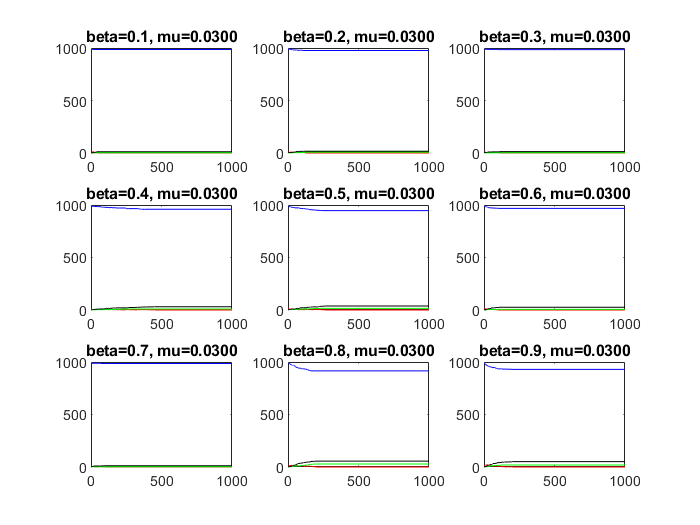 beta=0.1, mu=0.0300 beta=0.2, mu=0.0300 beta=0.3, mu=0.0300
1000 1000 1000
500 500 500
0 0 0
0 500 1000 0 500 1000 0 500 1000
beta=0.4, mu=0.0300 beta=0.5, mu=0.0300 beta=0.6, mu=0.0300
1000 1000 1000
500 500 500
0 0 0
0 500 1000 0 500 1000 0 500 1000
beta=0.7, mu=0.0300 beta=0.8, mu=0.0300 beta=0.9, mu=0.0300
1000 1000 1000
500 500 500
0 0 0
0 500 1000 0 500 1000 0 500 1000